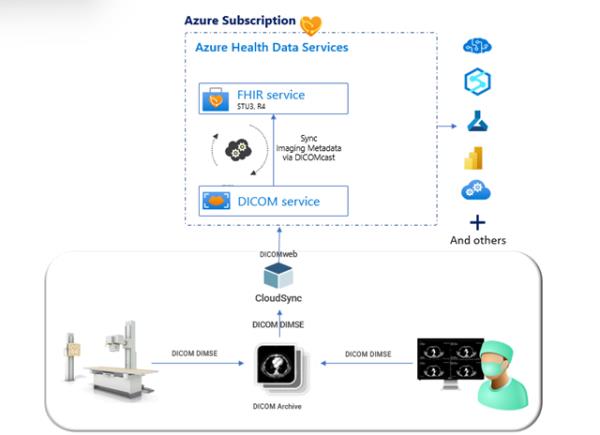 Azure Subscription
Azure Health Data Services
FHIR service
STU3, R4
Sync
Imaging Metadata
via DICOMcast
DICOM service
And others
DICOMweb
CloudSync
DICOM DIMSE
DICOM DIMSE
DICOM DIMSE
DICOM Archive